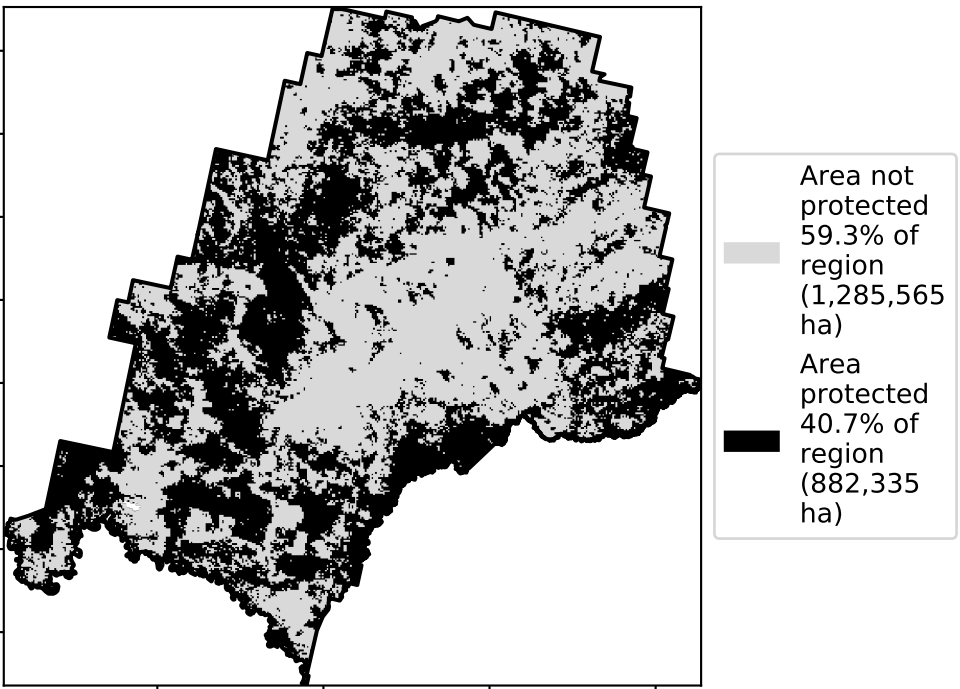 Area not
protected
59.3% of
region
(1,285,565
ha)
Area
protected
40.7% of
region
(882,335
ha)